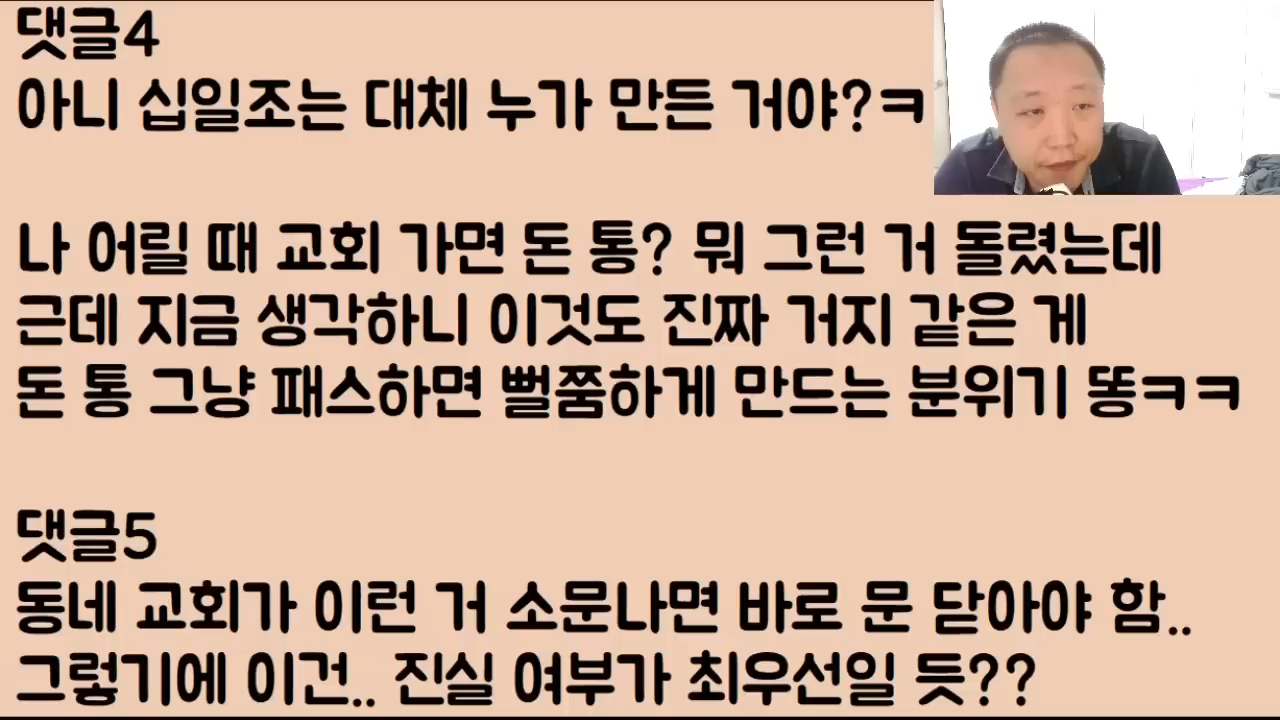 댓글4
아니 십일조는 대체 누가 만든 거야?ㅋ
나 어릴 때 교회 가면 돈 통? 뭐 그런 거 돌렸는데
근데 지금 생각하니 이것도 진짜 거지 같은 게
돈 통 그냥 패스하면 뻘쭘하게 만드는 분위기 똥ㅋㅋ
댓글5
동네 교회가 이런 거 소문나면 바로 문 닫아야 함..
그렇기에 이건.. 진실 여부가 최우선일 듯??